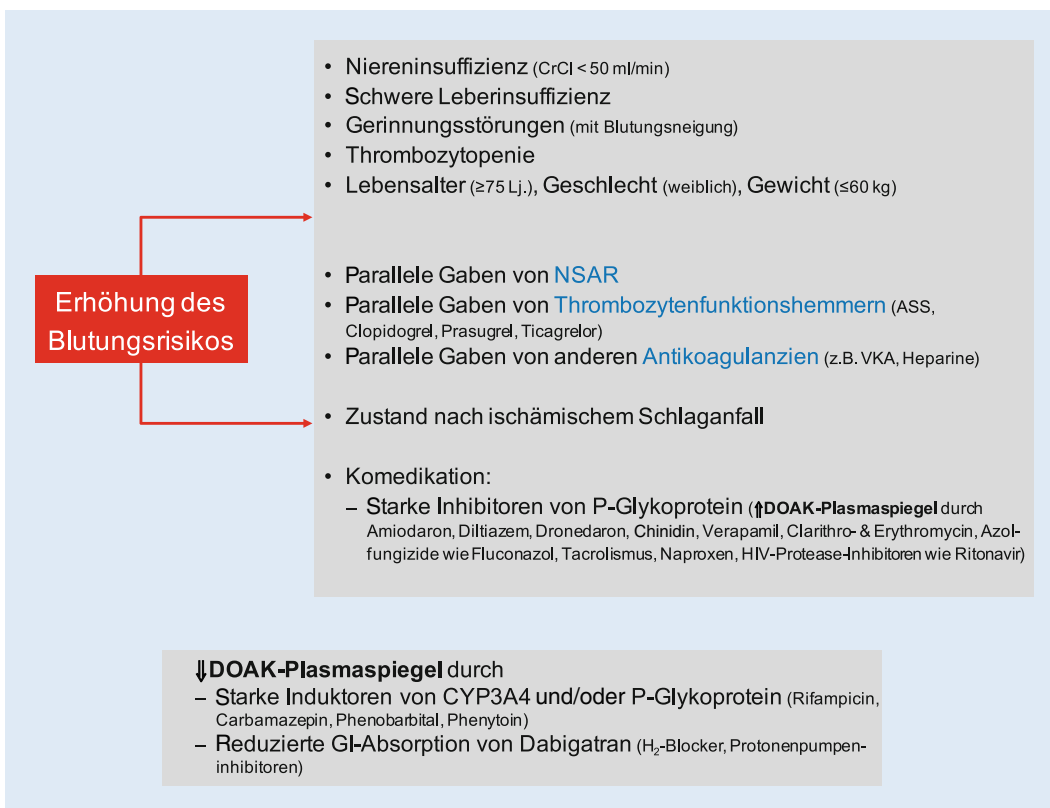 • Niereninsuffizienz (CrCl < 50 ml/min)
• Schwere Leberinsuffizienz
• Gerinnungsstörungen (mit Blutungsneigung)
• Thrombozytopenie
• Lebensalter (≥75 Lj.), Geschlecht (weiblich), Gewicht (≤60 kg)
Erhöhung des
Blutungsrisikos
• Parallele Gaben von NSAR
• Parallele Gaben von Thrombozytenfunktionshemmern (ASS,
Clopidogrel, Prasugrel, Ticagrelor)
• Parallele Gaben von anderen Antikoagulanzien (z.B. VKA, Heparine)
• Zustand nach ischämischem Schlaganfall
• Komedikation:
– Starke Inhibitoren von P-Glykoprotein (⇑DOAK-Plasmaspiegel durch
Amiodaron, Diltiazem, Dronedaron, Chinidin, Verapamil, Clarithro- & Erythromycin, Azol-
fungizide wie Fluconazol, Tacrolismus, Naproxen, HIV-Protease-Inhibitoren wie Ritonavir)
⇓DOAK-Plasmaspiegel durch
– Starke Induktoren von CYP3A4 und/oder P-Glykoprotein (Rifampicin,
Carbamazepin, Phenobarbital, Phenytoin)
– Reduzierte GI-Absorption von Dabigatran (H₂-Blocker, Protonenpumpen-
inhibitoren)